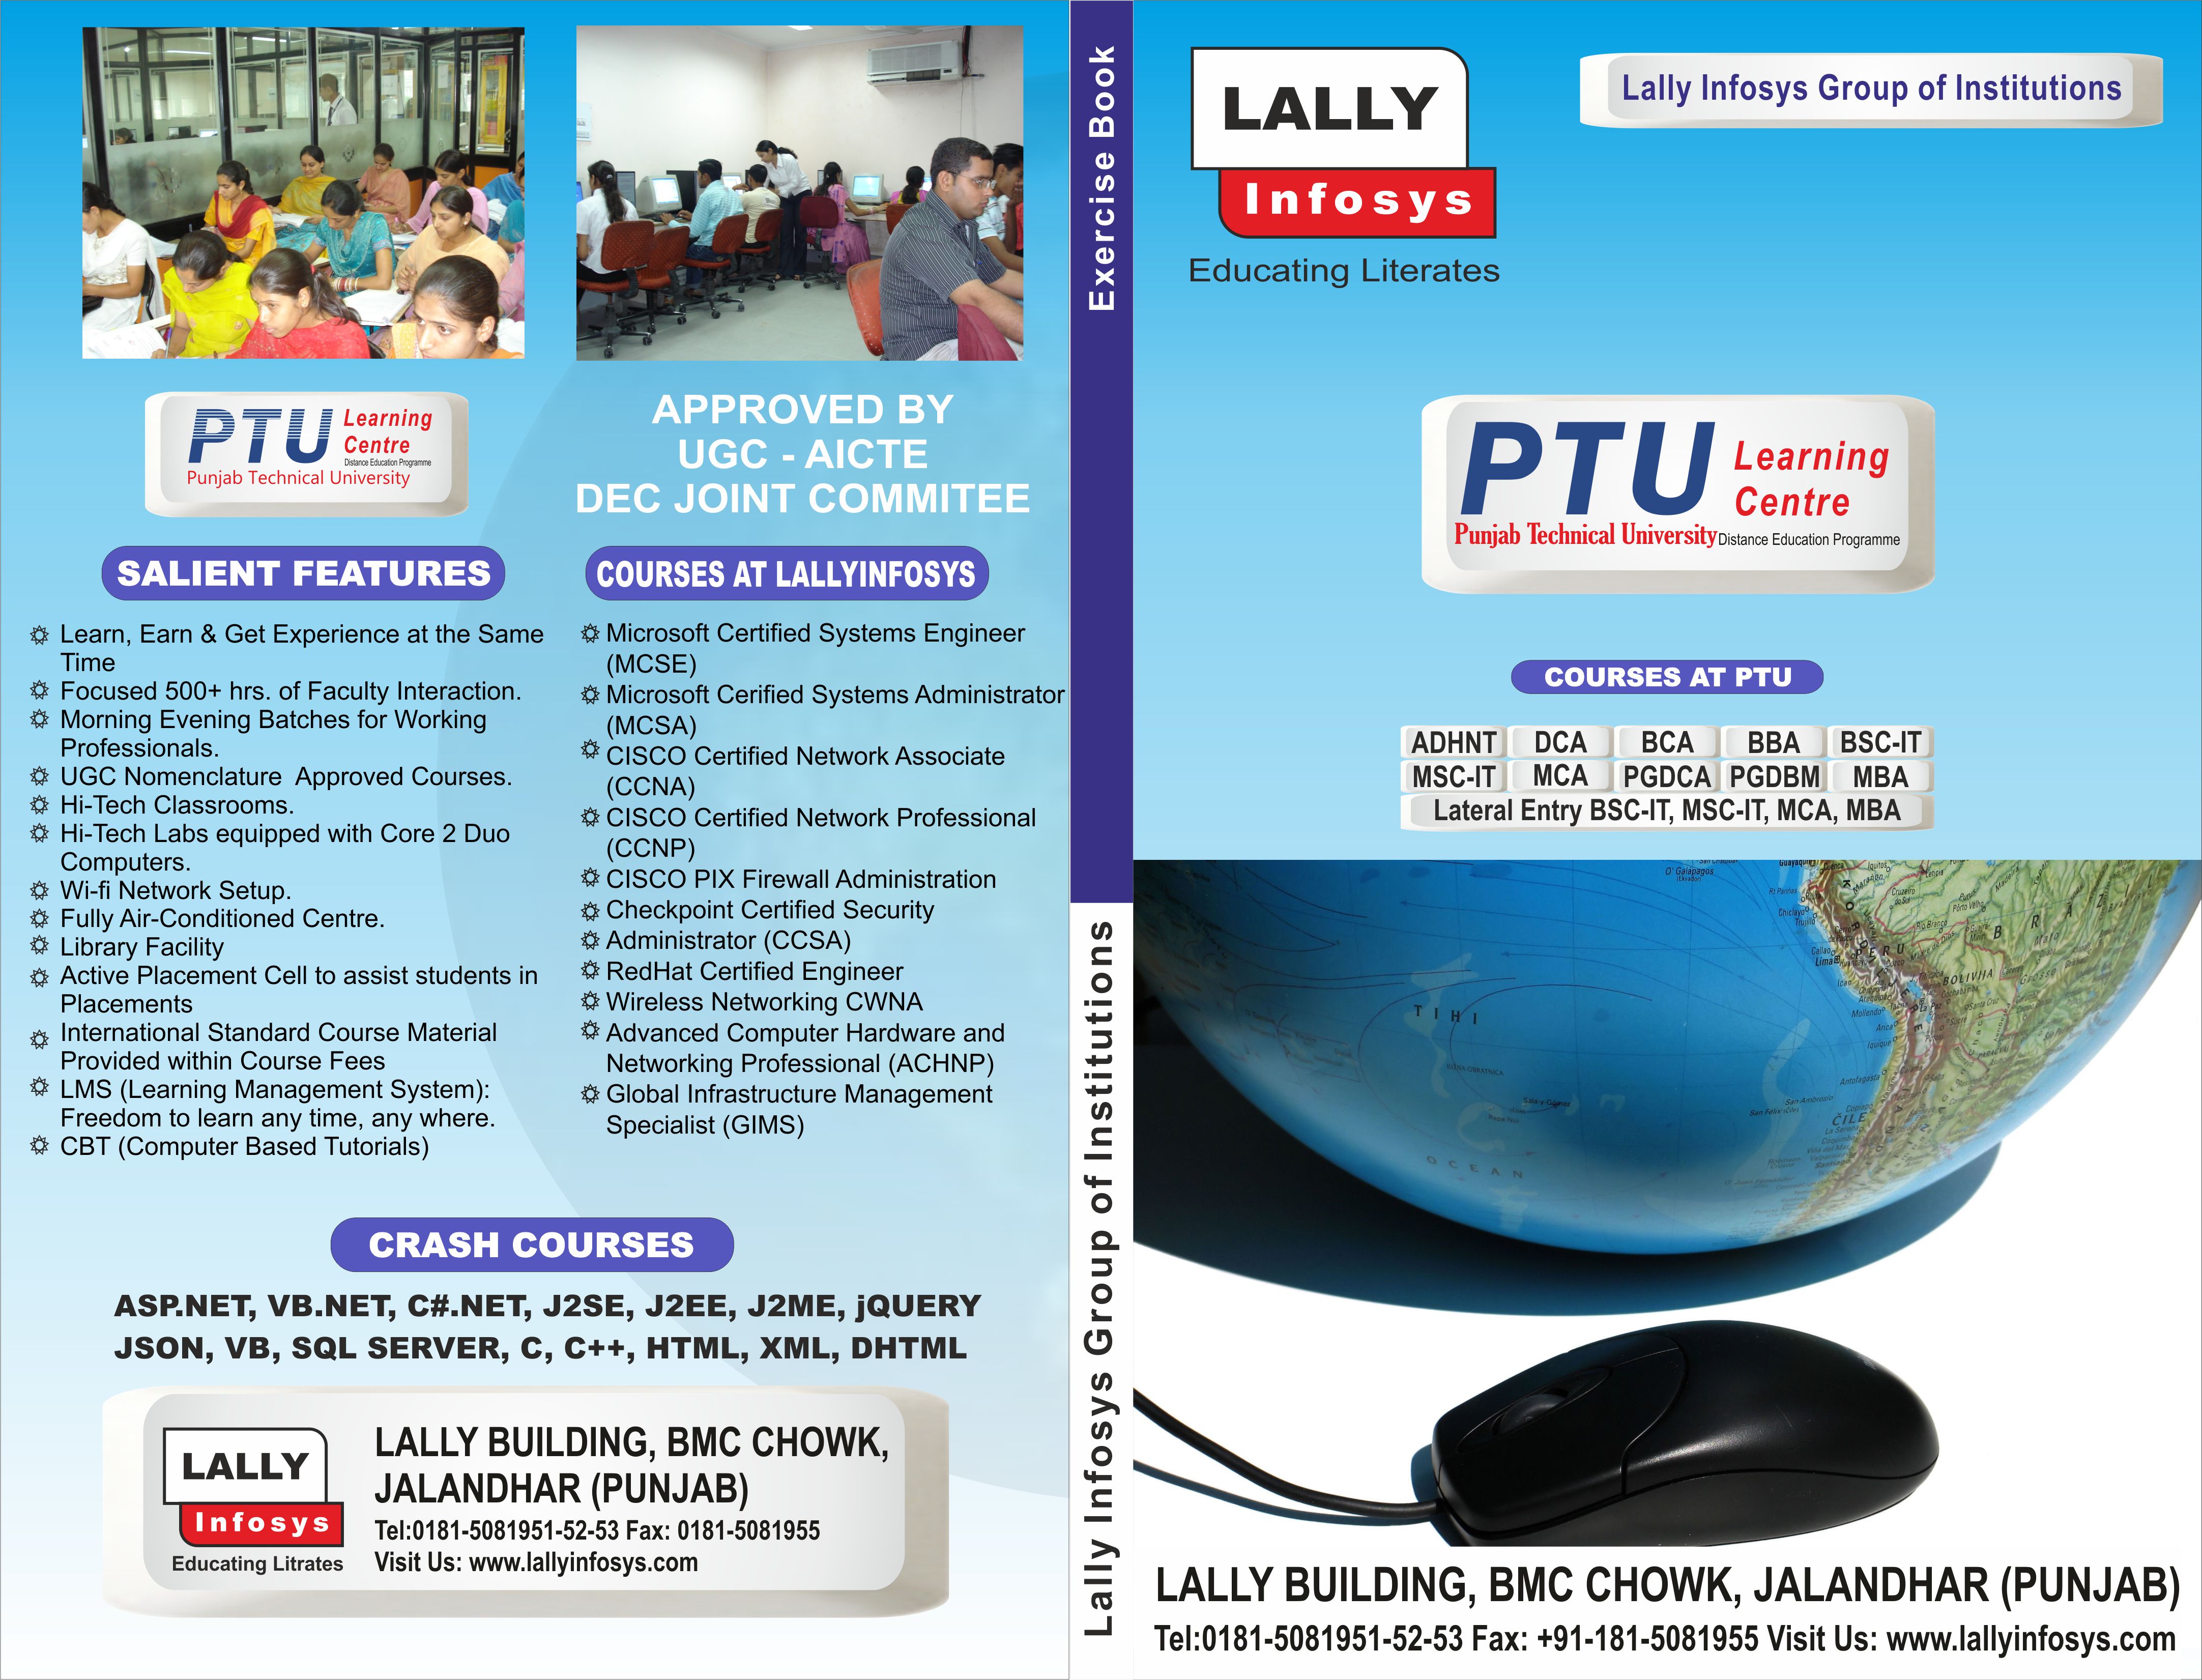 PTU
Learning
Centre
Distance Education Programme
Punjab Technical University
APPROVED BY
UGC - AICTE
DEC JOINT COMMITEE
SALIENT FEATURES
Learn, Earn & Get Experience at the Same
Time
Focused 500+ hrs. of Faculty Interaction.
Morning Evening Batches for Working
Professionals.
UGC Nomenclature  Approved Courses.
Hi-Tech Classrooms.
Hi-Tech Labs equipped with Core 2 Duo
Computers.
Wi-fi Network Setup.
Fully Air-Conditioned Centre.
Library Facility
Active Placement Cell to assist students in
Placements
International Standard Course Material
Provided within Course Fees
LMS (Learning Management System):
Freedom to learn any time, any where.
CBT (Computer Based Tutorials)
COURSES AT LALLYINFOSYS
Microsoft Certified Systems Engineer
(MCSE)
Microsoft Cerified Systems Administrator
(MCSA)
CISCO Certified Network Associate
(CCNA)
CISCO Certified Network Professional
(CCNP)
CISCO PIX Firewall Administration
Checkpoint Certified Security
Administrator (CCSA)
RedHat Certified Engineer
Wireless Networking CWNA
Advanced Computer Hardware and
Networking Professional (ACHNP)
Global Infrastructure Management
Specialist (GIMS)
CRASH COURSES
ASP.NET, VB.NET, C#.NET, J2SE, J2EE, J2ME, jQUERY
JSON, VB, SQL SERVER, C, C++, HTML, XML, DHTML
LALLY
Infosys
Educating Litrates
LALLY BUILDING, BMC CHOWK,
JALANDHAR (PUNJAB)
Tel:0181-5081951-52-53 Fax: 0181-5081955
Visit Us: www.lallyinfosys.com
Exercise Book
Lally Infosys Group of Institutions
LALLY
Infosys
Educating Literates
Lally Infosys Group of Institutions
PTU
Learning
Centre
Punjab Technical University Distance Education Programme
COURSES AT PTU
ADHNT DCA BCA BBA BSC-IT
MSC-IT MCA PGDCA PGDBM MBA
Lateral Entry BSC-IT, MSC-IT, MCA, MBA
O' Galapagos
B R A
PERU
Lima
BOLIVIJA
TIHI
Antofagasta
ČILE
OCEAN
LALLY BUILDING, BMC CHOWK, JALANDHAR (PUNJAB)
Tel:0181-5081951-52-53 Fax: +91-181-5081955 Visit Us: www.lallyinfosys.com